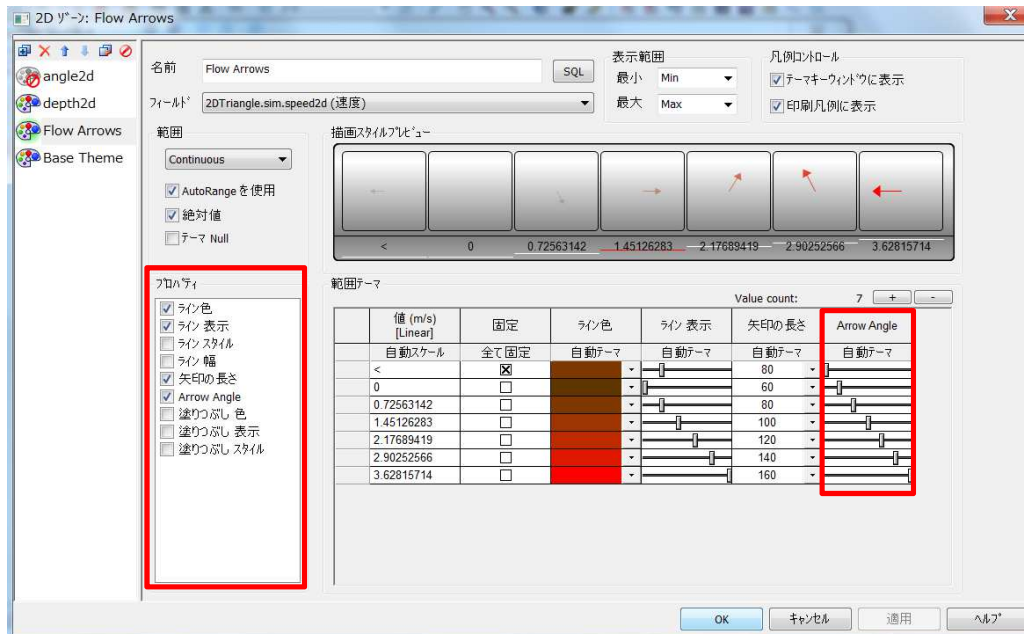 2D ｿﾞｰﾝ: Flow Arrows
angle2d
depth2d
Flow Arrows
Base Theme
名前 Flow Arrows SQL
ﾌｨｰﾙﾄﾞ 2DTriangle.sim.speed2d (速度)
表示範囲
最小 Min
最大 Max
凡例ｺﾝﾄﾛｰﾙ
テーマキーウィンドウに表示
印刷凡例に表示
範囲
Continuous
AutoRange を使用
絶対値
テーマ Null
描画ｽﾀｲﾙﾌﾟﾚﾋﾞｭｰ
< 0 0.72563142 1.45126283 2.17689419 2.90252566 3.62815714
ﾌﾟﾛﾊﾟﾃｨ
ライン色
ライン 表示
ライン スタイル
ライン 幅
矢印の長さ
Arrow Angle
塗りつぶし 色
塗りつぶし 表示
塗りつぶし スタイル
範囲テーマ
Value count: 7 + -
値 (m/s) [Linear] 固定 ライン色 ライン 表示 矢印の長さ Arrow Angle
自動スケール 全て固定 自動テーマ 自動テーマ 自動テーマ 自動テーマ
< 80
0 60
0.72563142 80
1.45126283 100
2.17689419 120
2.90252566 140
3.62815714 160
OK キャンセル 適用 ﾍﾙﾌﾟ